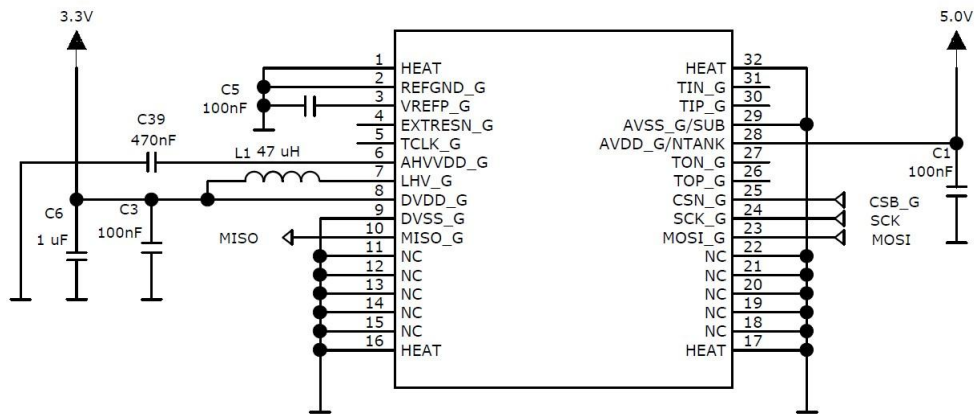 3.3V
5.0V
1 HEAT HEAT 32
2 REFGND_G TIN_G 31
C5
100nF
3 VREFP_G TIP_G 30
4 EXTRESN_G AVSS_G/SUB 29
C39
470nF
5 TCLK_G AVDD_G/NTANK 28
L1 47 uH
6 AHVVDD_G TON_G 27
C1
100nF
7 LHV_G TOP_G 26
8 DVDD_G CSN_G 25 CSB_G
C6
1 uF
C3
100nF
9 DVSS_G SCK_G 24 SCK
MISO 10 MISO_G MOSI_G 23 MOSI
11 NC NC 22
12 NC NC 21
13 NC NC 20
14 NC NC 19
15 NC NC 18
16 HEAT HEAT 17